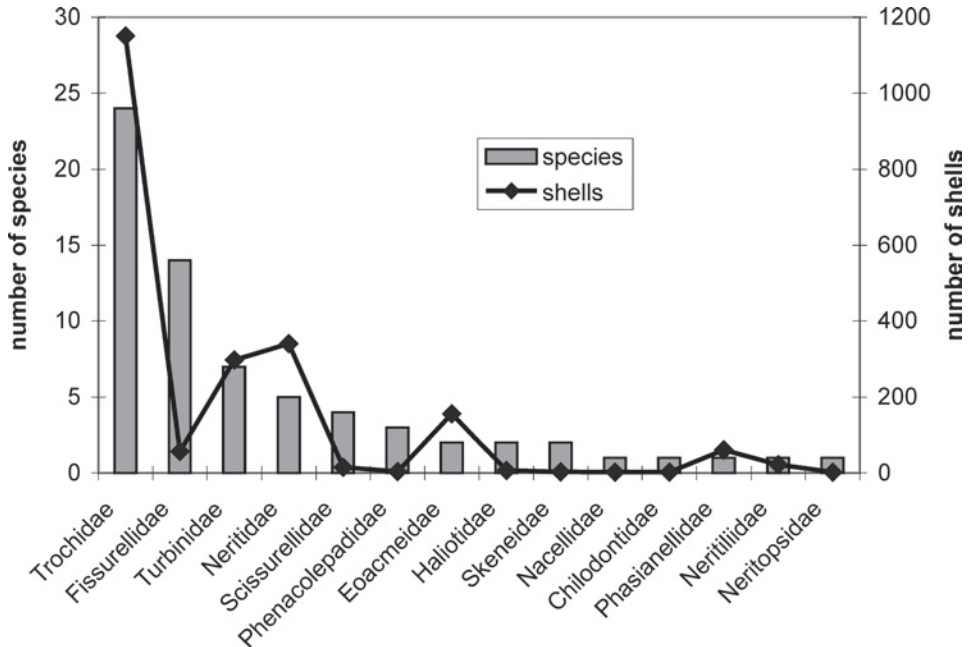 30
25
20
15
10
5
0
number of species
1200
1000
800
600
400
200
0
number of shells
species
shells
Trochidae
Fissurellidae
Turbinidae
Neritidae
Scissurellidae
Phenacolepadidae
Eoacmeidae
Haliotidae
Skeneidae
Nacellidae
Chilodontidae
Phasianellidae
Neritiliidae
Neritopsidae